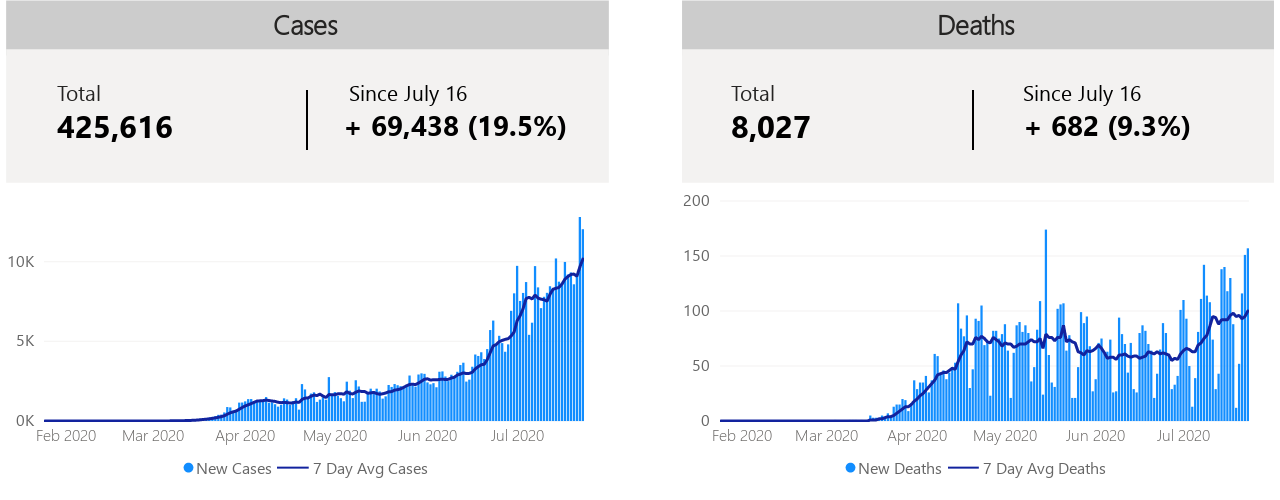 Cases
Total
425,616
Since July 16
+ 69,438 (19.5%)
10K
5K
0K
Feb 2020 Mar 2020 Apr 2020 May 2020 Jun 2020 Jul 2020
New Cases 7 Day Avg Cases
Deaths
Total
8,027
Since July 16
+ 682 (9.3%)
200
150
100
50
0
Feb 2020 Mar 2020 Apr 2020 May 2020 Jun 2020 Jul 2020
New Deaths 7 Day Avg Deaths